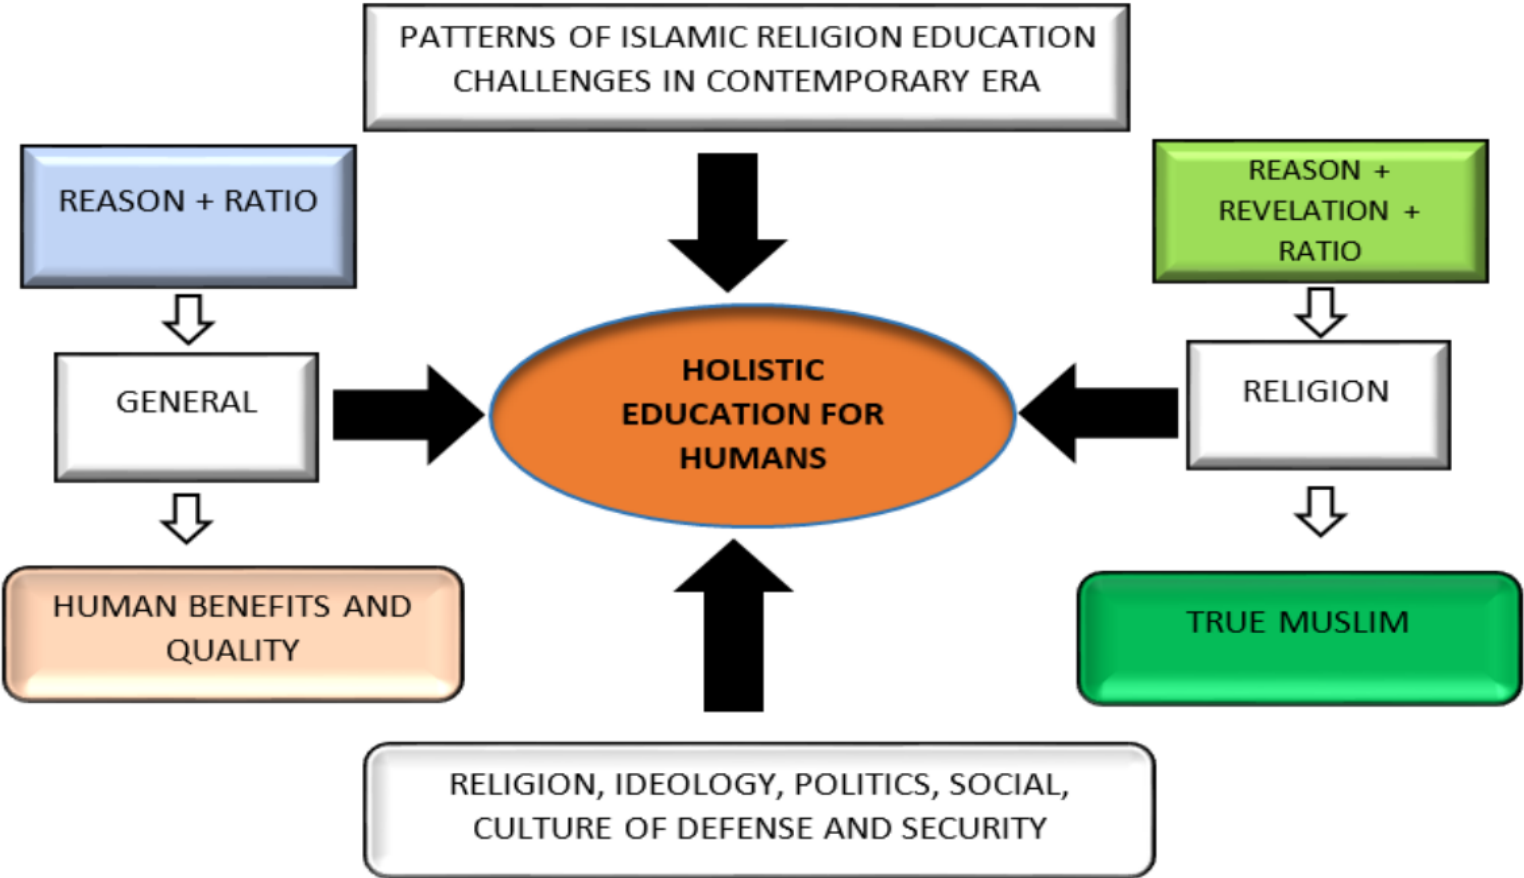 PATTERNS OF ISLAMIC RELIGION EDUCATION
CHALLENGES IN CONTEMPORARY ERA
REASON + RATIO
REASON +
REVELATION +
RATIO
GENERAL
HOLISTIC
EDUCATION FOR
HUMANS
RELIGION
HUMAN BENEFITS AND
QUALITY
TRUE MUSLIM
RELIGION, IDEOLOGY, POLITICS, SOCIAL,
CULTURE OF DEFENSE AND SECURITY